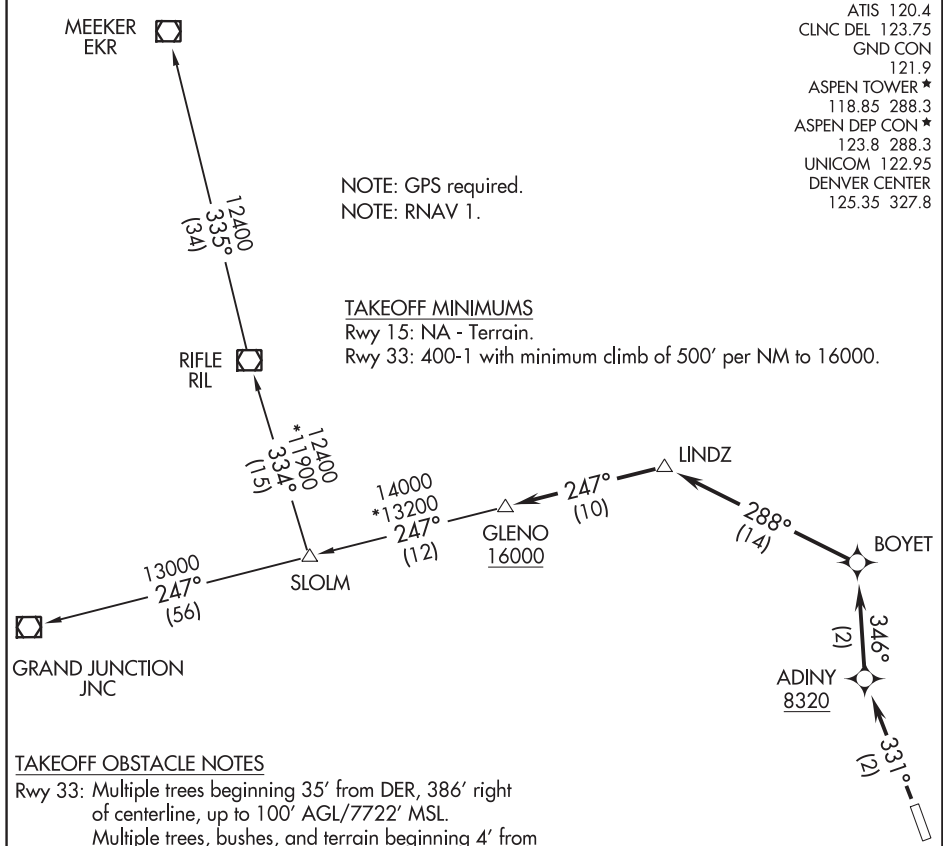 MEEKER
EKR
ATIS 120.4
CLNC DEL 123.75
GND CON
121.9
ASPEN TOWER ★
118.85 288.3
ASPEN DEP CON ★
123.8 288.3
UNICOM 122.95
DENVER CENTER
125.35 327.8
NOTE: GPS required.
NOTE: RNAV 1.
12400
335°
(34)
TAKEOFF MINIMUMS
Rwy 15: NA - Terrain.
Rwy 33: 400-1 with minimum climb of 500' per NM to 16000.
RIFLE
RIL
12400
*11900
334°
(15)
LINDZ
247°
(10)
14000
*13200
247°
(12)
GLENO
16000
288°
(14)
BOYET
SLOLM
13000
247°
(56)
346°
(2)
GRAND JUNCTION
JNC
ADINY
8320
331°
(2)
TAKEOFF OBSTACLE NOTES
Rwy 33: Multiple trees beginning 35' from DER, 386' right
of centerline, up to 100' AGL/7722' MSL.
Multiple trees, bushes, and terrain beginning 4' from